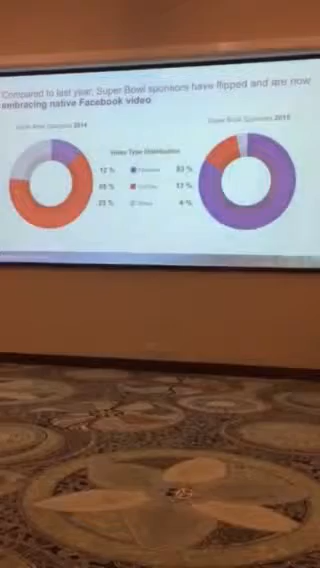 Compared to last year, Super Bowl sponsors have flipped and are now
embracing native Facebook video
Super Bowl Sponsors 2014
Super Bowl Sponsors 2015
Video Type Distribution
12 % Facebook 83 %
65 % 13 %
23 % 4 %